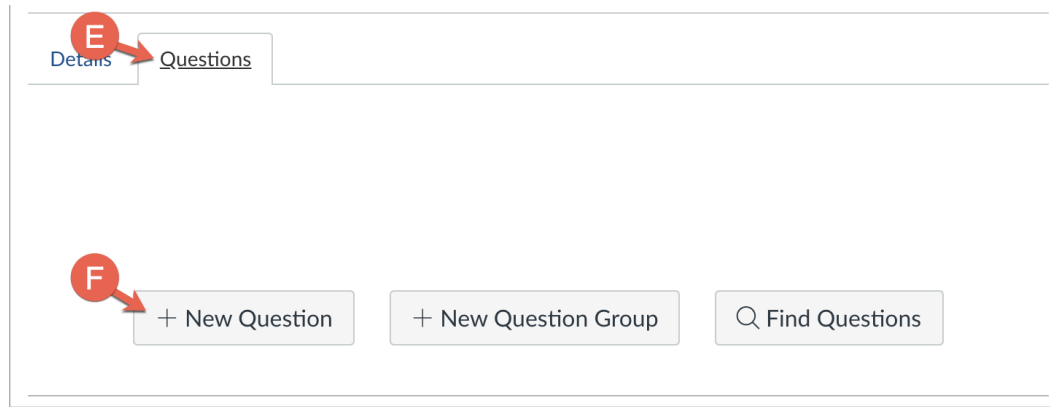 E
Details Questions
F
+ New Question + New Question Group Find Questions